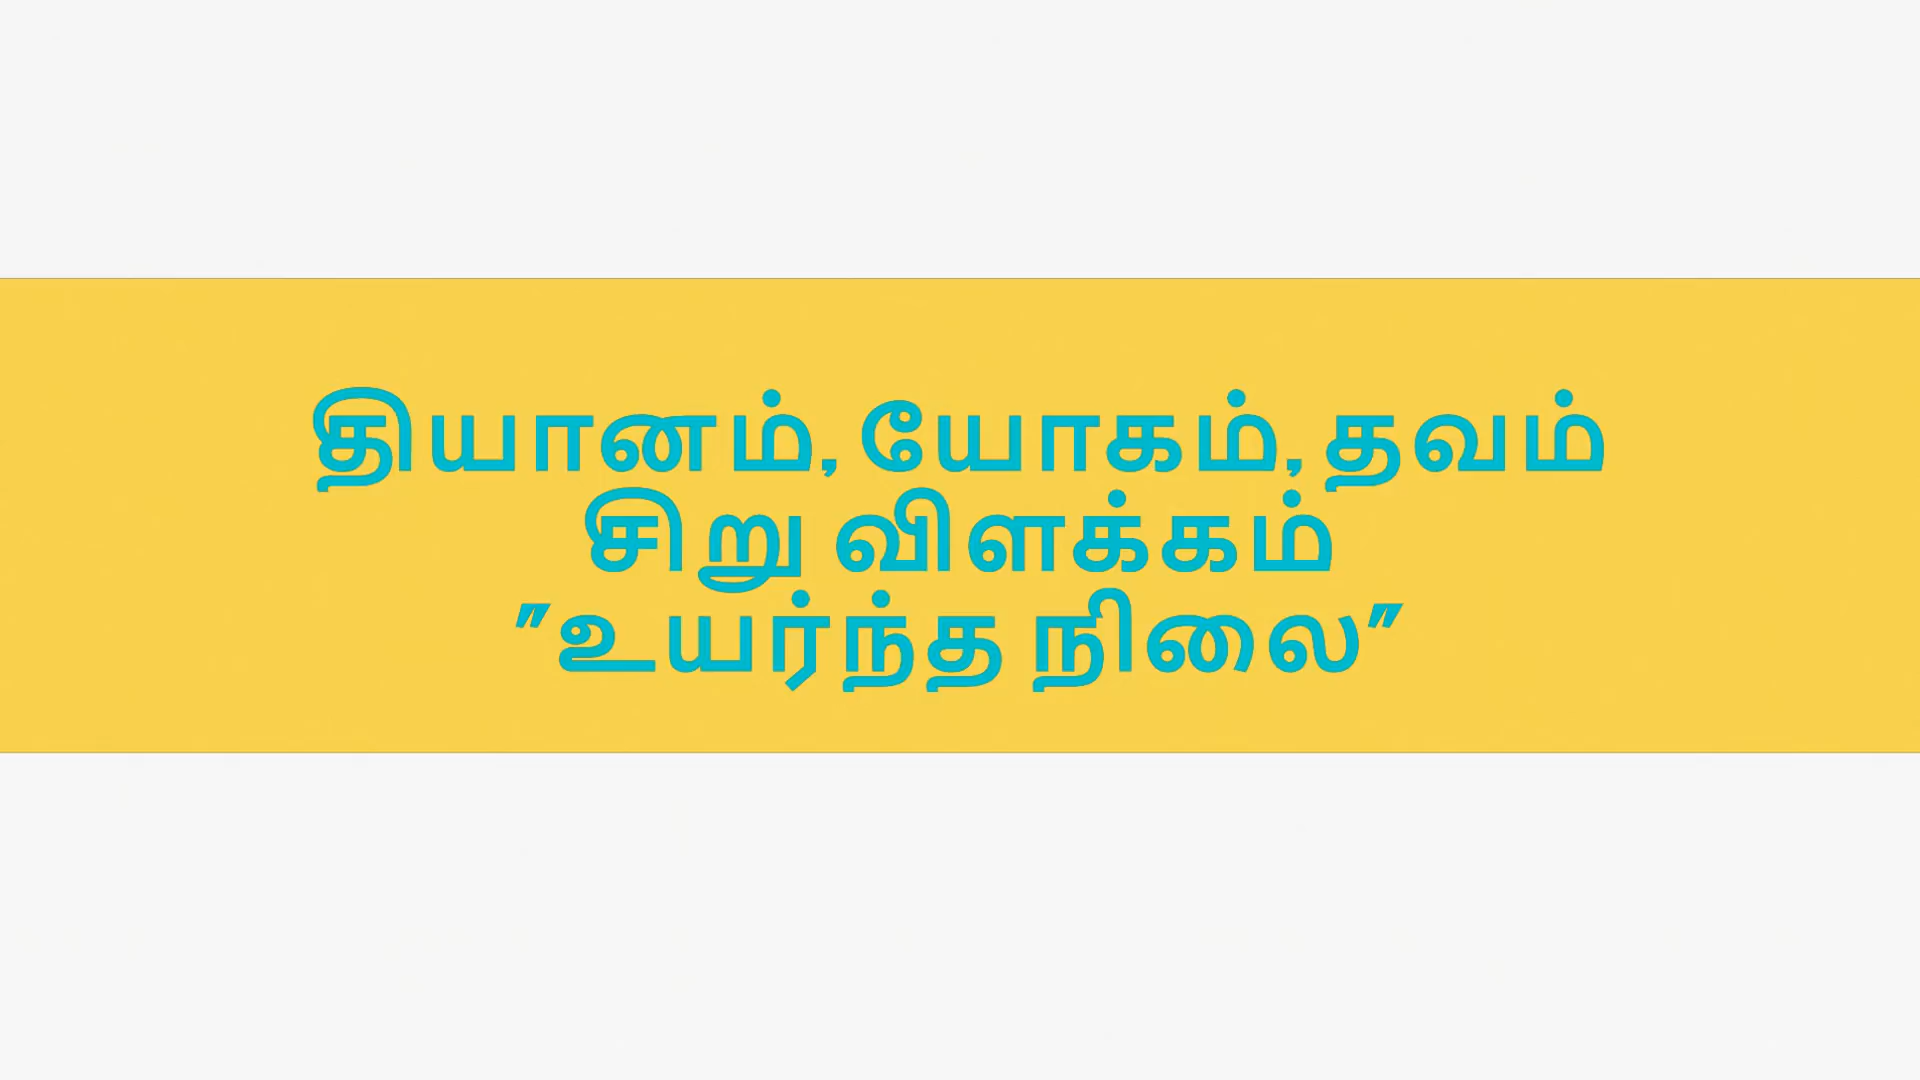 தியானம், யோகம், தவம்
சிறு விளக்கம்
"உயர்ந்த நிலை"